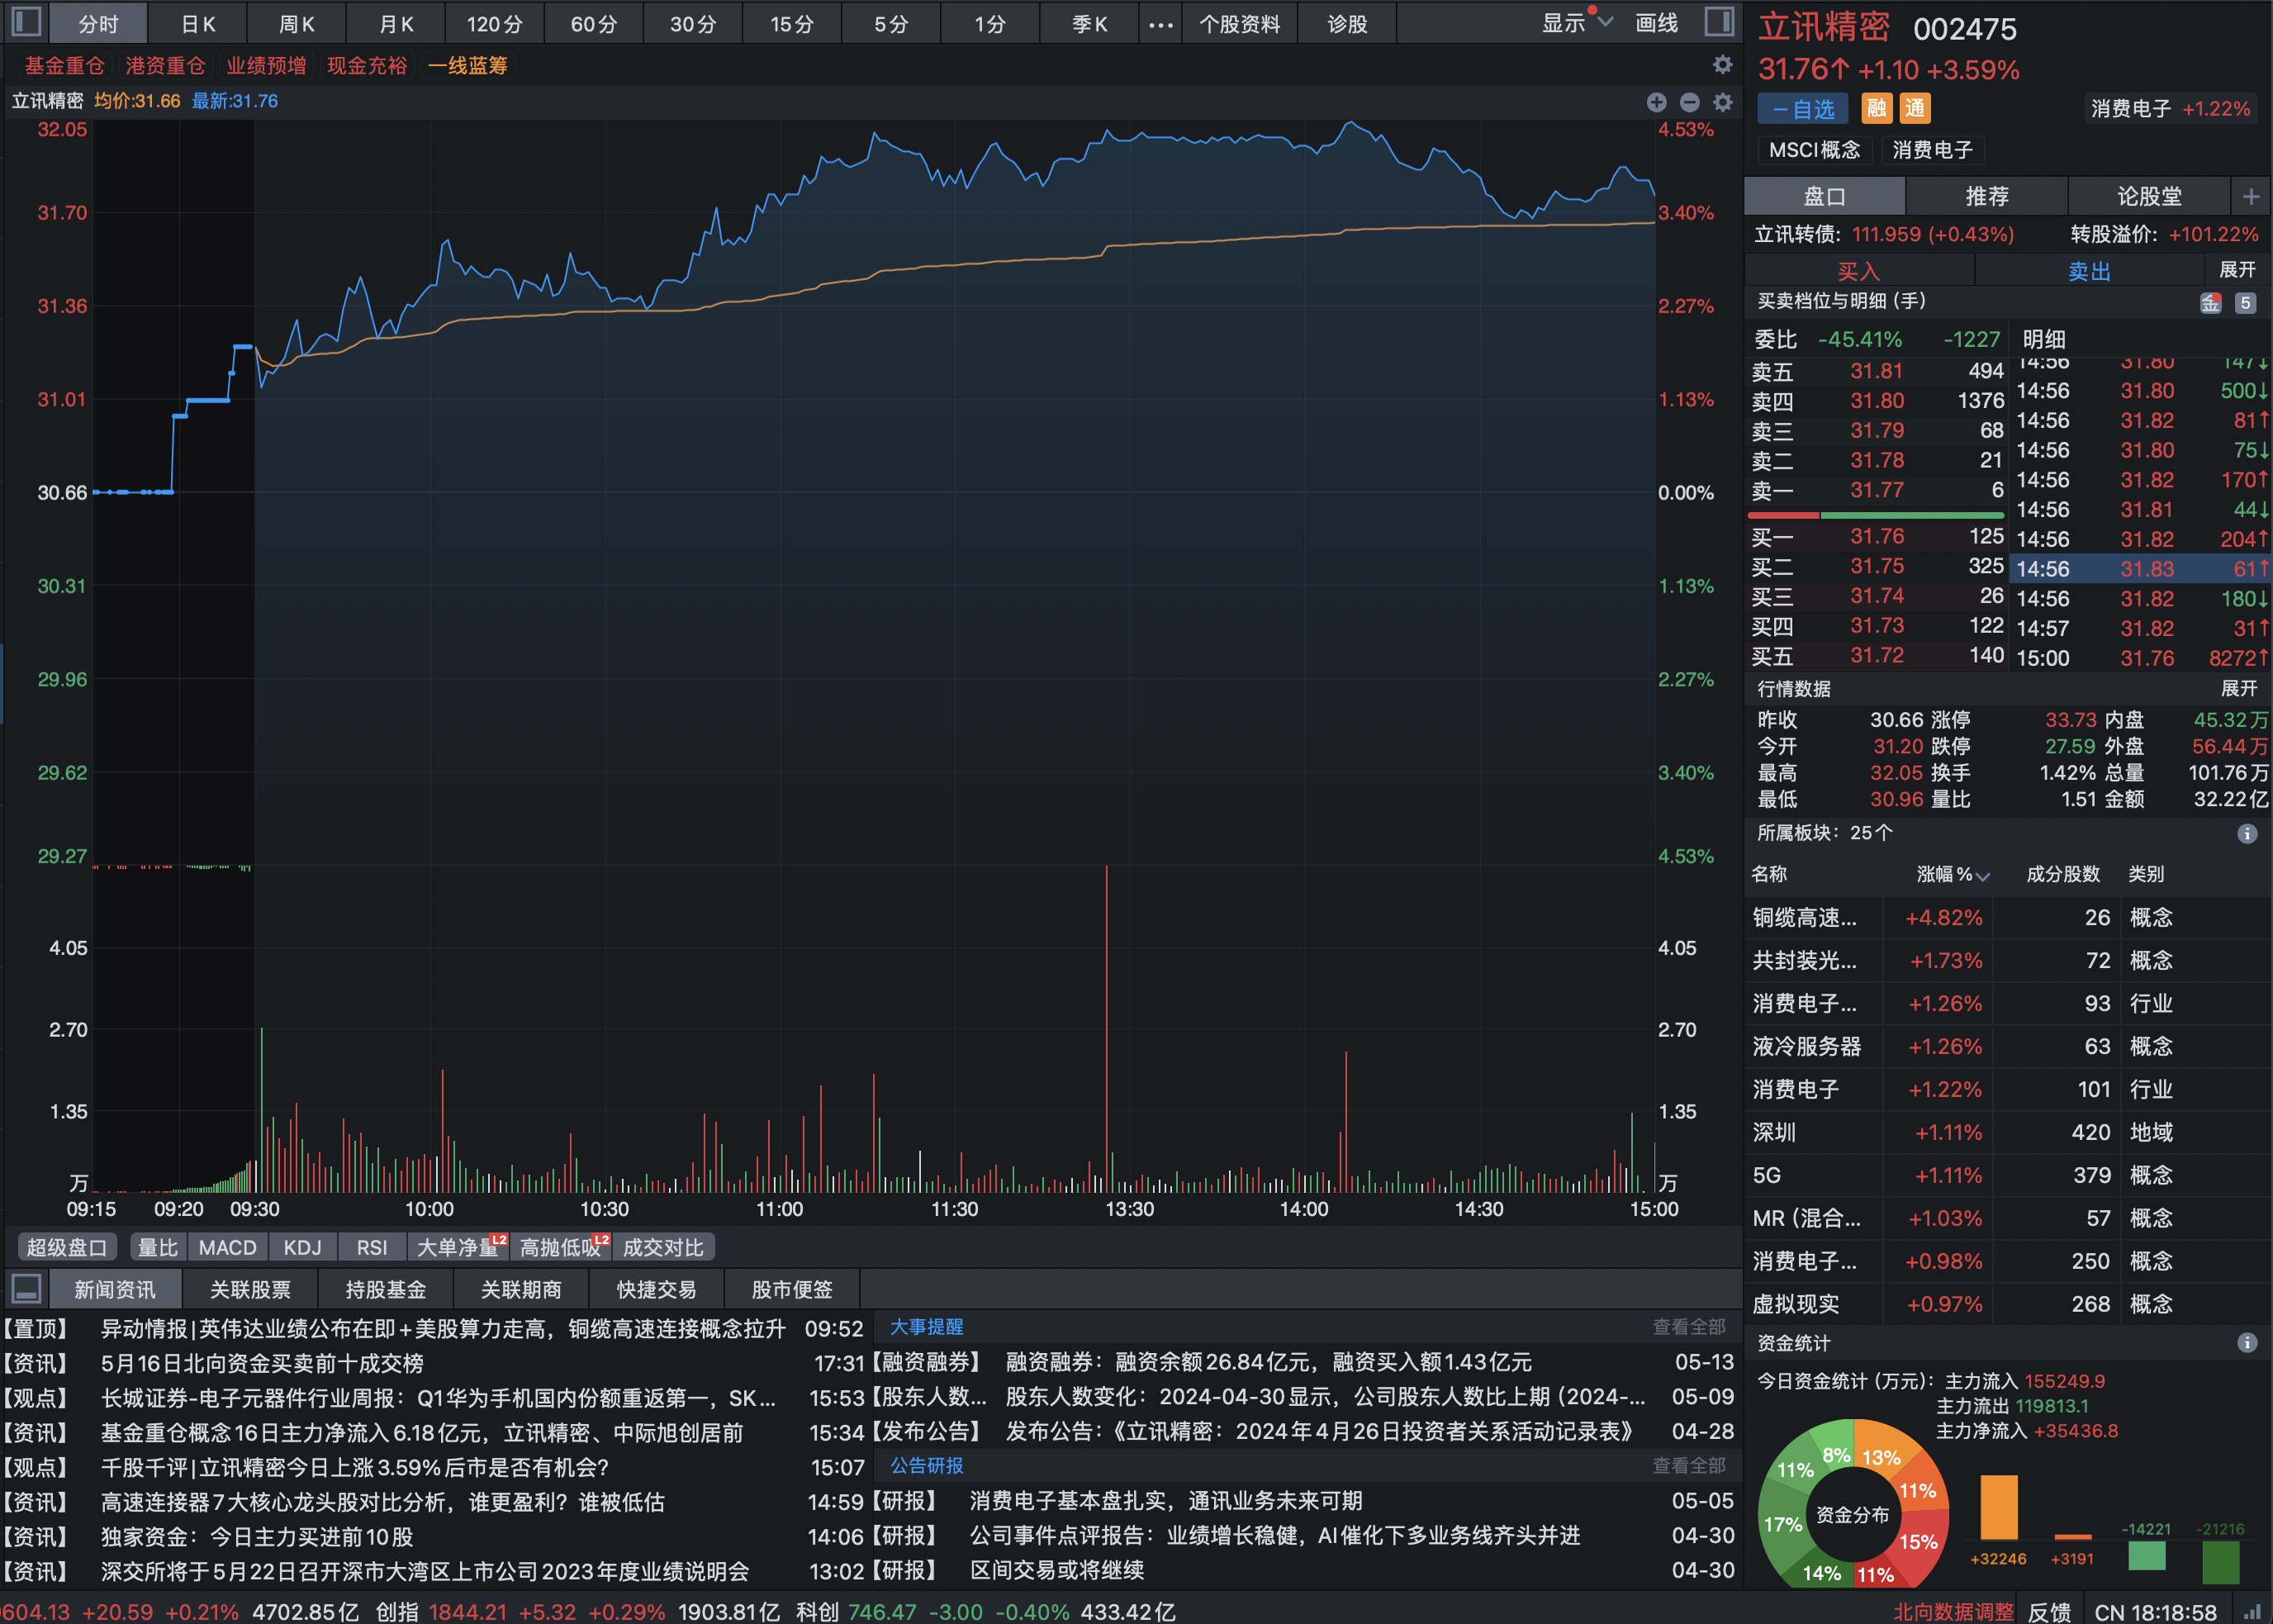 分时 日K 周K 月K 120分 60分 30分 15分 5分 1分 季K ... 个股资料 诊股 显示 画线
基金重仓 港资重仓 业绩预增 现金充裕 一线蓝筹
立讯精密 均价:31.66 最新:31.76
32.05 4.53%
31.70 3.40%
31.36 2.27%
31.01 1.13%
30.66 0.00%
30.31 1.13%
29.96 2.27%
29.62 3.40%
29.27 4.53%
4.05 4.05
2.70 2.70
1.35 1.35
万 万
09:15 09:20 09:30 10:00 10:30 11:00 11:30 13:30 14:00 14:30 15:00
超级盘口 量比 MACD KDJ RSI 大单净量 L2 高抛低吸 L2 成交对比
新闻资讯 关联股票 持股基金 关联期商 快捷交易 股市便签
【置顶】 异动情报|英伟达业绩公布在即+美股算力走高，铜缆高速连接概念拉升 09:52
【资讯】 5月16日北向资金买卖前十成交榜 17:31
【观点】 长城证券-电子元器件行业周报：Q1华为手机国内份额重返第一，SK... 15:53
【资讯】 基金重仓概念16日主力净流入6.18亿元，立讯精密、中际旭创居前 15:34
【观点】 千股千评|立讯精密今日上涨3.59%后市是否有机会？ 15:07
【资讯】 高速连接器7大核心龙头股对比分析，谁更盈利？谁被低估 14:59
【资讯】 独家资金：今日主力买进前10股 14:06
【资讯】 深交所将于5月22日召开深市大湾区上市公司2023年度业绩说明会 13:02
大事提醒 查看全部
【融资融券】 融资融券：融资余额26.84亿元，融资买入额1.43亿元 05-13
【股东人数... 股东人数变化：2024-04-30显示，公司股东人数比上期（2024-... 05-09
【发布公告】 发布公告：《立讯精密：2024年4月26日投资者关系活动记录表》 04-28
公告研报 查看全部
【研报】 消费电子基本盘扎实，通讯业务未来可期 05-05
【研报】 公司事件点评报告：业绩增长稳健，AI催化下多业务线齐头并进 04-30
【研报】 区间交易或将继续 04-30
立讯精密 002475
31.76↑ +1.10 +3.59%
－自选 融 通 消费电子 +1.22%
MSCI概念 消费电子
盘口 推荐 论股堂 +
立讯转债: 111.959 (+0.43%) 转股溢价: +101.22%
买入 卖出 展开
买卖档位与明细（手） 金 5
委比 -45.41% -1227
卖五 31.81 494
卖四 31.80 1376
卖三 31.79 68
卖二 31.78 21
卖一 31.77 6
买一 31.76 125
买二 31.75 325
买三 31.74 26
买四 31.73 122
买五 31.72 140
明细
14:56 31.80 147↓
14:56 31.80 500↓
14:56 31.82 81↑
14:56 31.80 75↓
14:56 31.82 170↑
14:56 31.81 44↓
14:56 31.82 204↑
14:56 31.83 61↑
14:56 31.82 180↓
14:57 31.82 31↑
15:00 31.76 8272↑
行情数据 展开
昨收 30.66 涨停 33.73 内盘 45.32万
今开 31.20 跌停 27.59 外盘 56.44万
最高 32.05 换手 1.42% 总量 101.76万
最低 30.96 量比 1.51 金额 32.22亿
所属板块：25个
名称 涨幅% 成分股数 类别
铜缆高速... +4.82% 26 概念
共封装光... +1.73% 72 概念
消费电子... +1.26% 93 行业
液冷服务器 +1.26% 63 概念
消费电子 +1.22% 101 行业
深圳 +1.11% 420 地域
5G +1.11% 379 概念
MR（混合... +1.03% 57 概念
消费电子... +0.98% 250 概念
虚拟现实 +0.97% 268 概念
资金统计
今日资金统计（万元）：主力流入 155249.9
主力流出 119813.1
主力净流入 +35436.8
8% 13% 11% 11% 资金分布 17% 15% 14% 11%
+32246 +3191 -14221 -21216
604.13 +20.59 +0.21% 4702.85亿 创指 1844.21 +5.32 +0.29% 1903.81亿 科创 746.47 -3.00 -0.40% 433.42亿 北向数据调整 反馈 CN 18:18:58